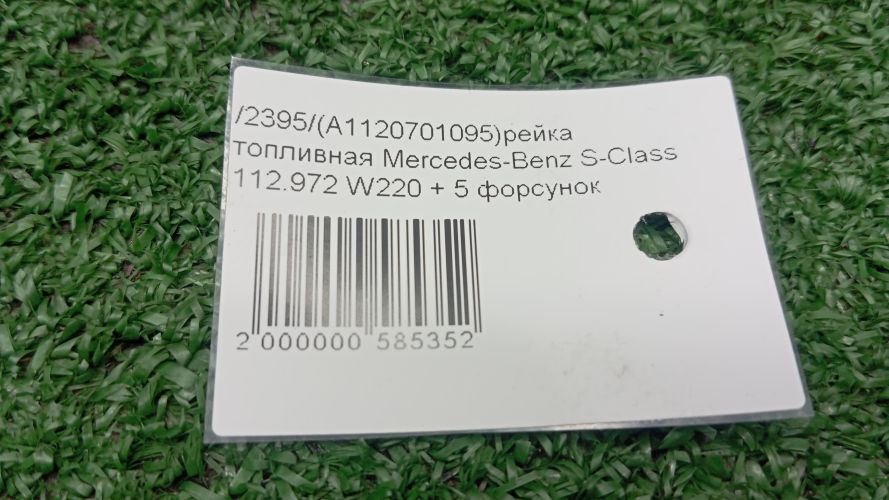 /2395/(A1120701095)рейка
топливная Mercedes-Benz S-Class
112.972 W220 + 5 форсунок
2 000000 585352